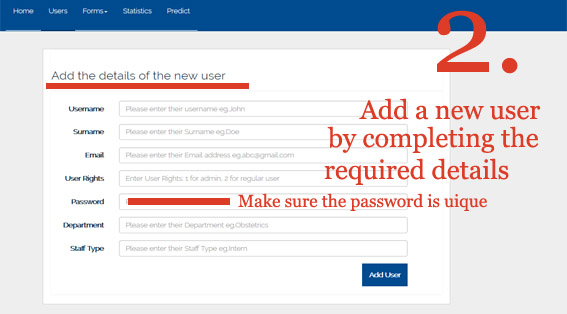 Home Users Forms Statistics Predict
2.
Add the details of the new user
Add a new user
by completing the
required details
Username Please enter their username eg,John
Surname Please enter their Surname eg.Doe
Email Please enter their Email address eg.abc@gmail.com
User Rights Enter User Rights: 1 for admin, 2 for regular user
Password
Make sure the password is uique
Department Please enter their Department eg.Obstetrics
Staff Type Please enter their Staff Type eg.Intern
Add User